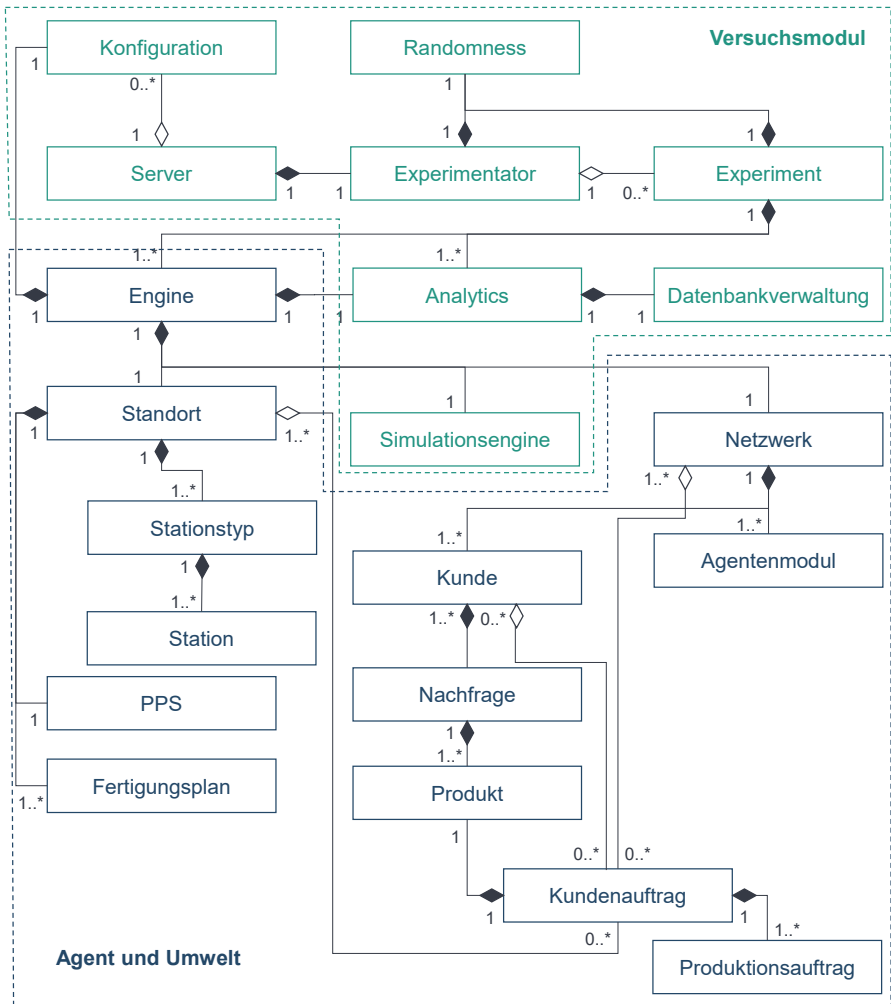 Konfiguration
Randomness
Versuchsmodul
1
0..*
1
1
1
1
Server
Experimentator
Experiment
1
1
1
0..*
1
1..*
1..*
Engine
Analytics
Datenbankverwaltung
1
1
1
1
1
1
1
1
1
Standort
Simulationsengine
Netzwerk
1
1..*
1
1..*
1
1..*
1..*
1..*
Stationstyp
Agentenmodul
1
Kunde
1..*
1..*
0..*
Station
PPS
Nachfrage
1
1
1..*
Fertigungsplan
Produkt
1..*
1
0..*
0..*
Kundenauftrag
1
1
0..*
1..*
Agent und Umwelt
Produktionsauftrag